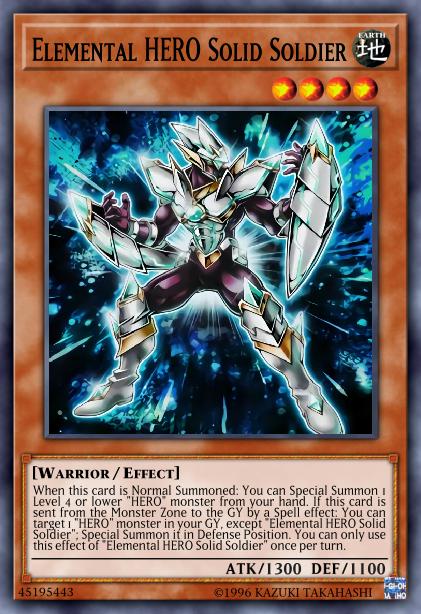 Elemental HERO Solid Soldier
EARTH
地
[Warrior / Effect]
When this card is Normal Summoned: You can Special Summon 1
Level 4 or lower "HERO" monster from your hand. If this card is
sent from the Monster Zone to the GY by a Spell effect: You can
target 1 "HERO" monster in your GY, except "Elemental HERO Solid
Soldier"; Special Summon it in Defense Position. You can only use
this effect of "Elemental HERO Solid Soldier" once per turn.
ATK/1300 DEF/1100
45195443
©1996 KAZUKI TAKAHASHI